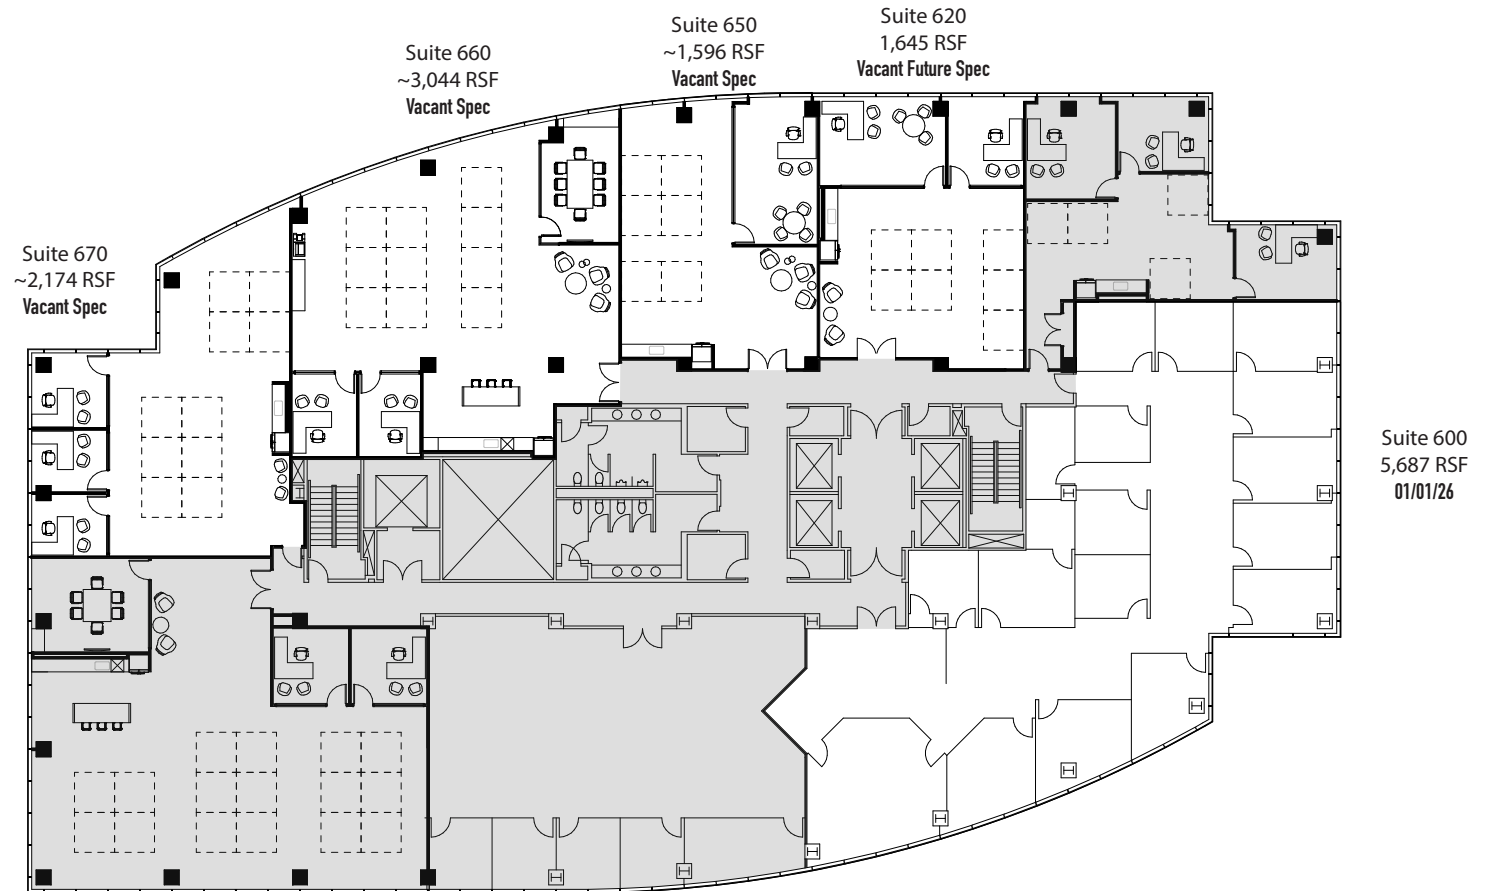 Suite 620
1,645 RSF
Vacant Future Spec
Suite 650
~1,596 RSF
Vacant Spec
Suite 660
~3,044 RSF
Vacant Spec
Suite 670
~2,174 RSF
Vacant Spec
Suite 600
5,687 RSF
01/01/26